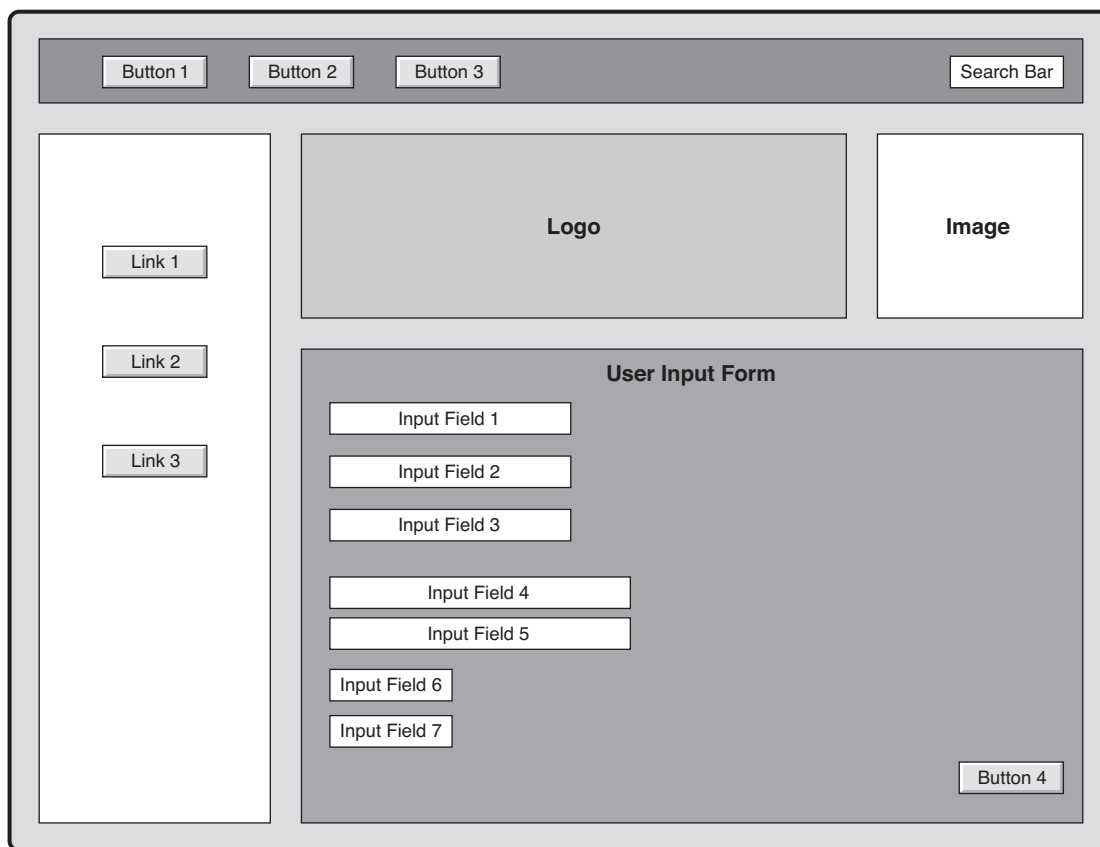 Button 1
Button 2
Button 3
Search Bar
Link 1
Link 2
Link 3
Logo
Image
User Input Form
Input Field 1
Input Field 2
Input Field 3
Input Field 4
Input Field 5
Input Field 6
Input Field 7
Button 4